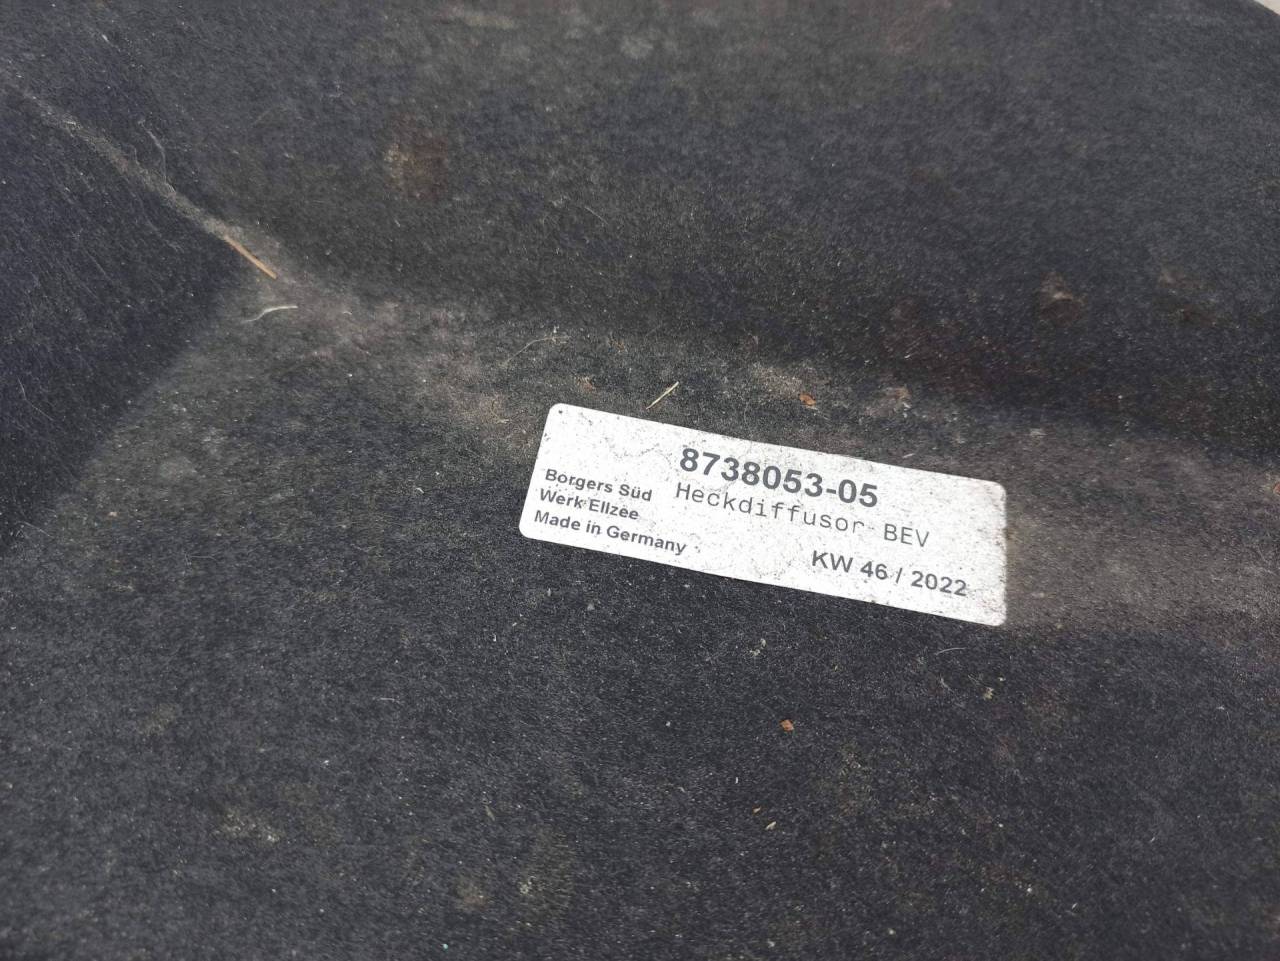 8738053-05
Heckdiffusor BEV
Borgers Süd
Werk Ellzee
Made in Germany
KW 46 / 2022